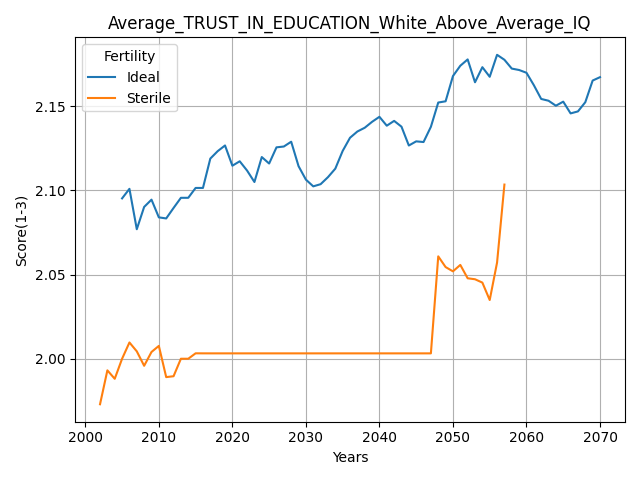 Average_TRUST_IN_EDUCATION_White_Above_Average_IQ
Fertility
Ideal
Sterile
Score(1-3)
2.15
2.10
2.05
2.00
2000 2010 2020 2030 2040 2050 2060 2070
Years